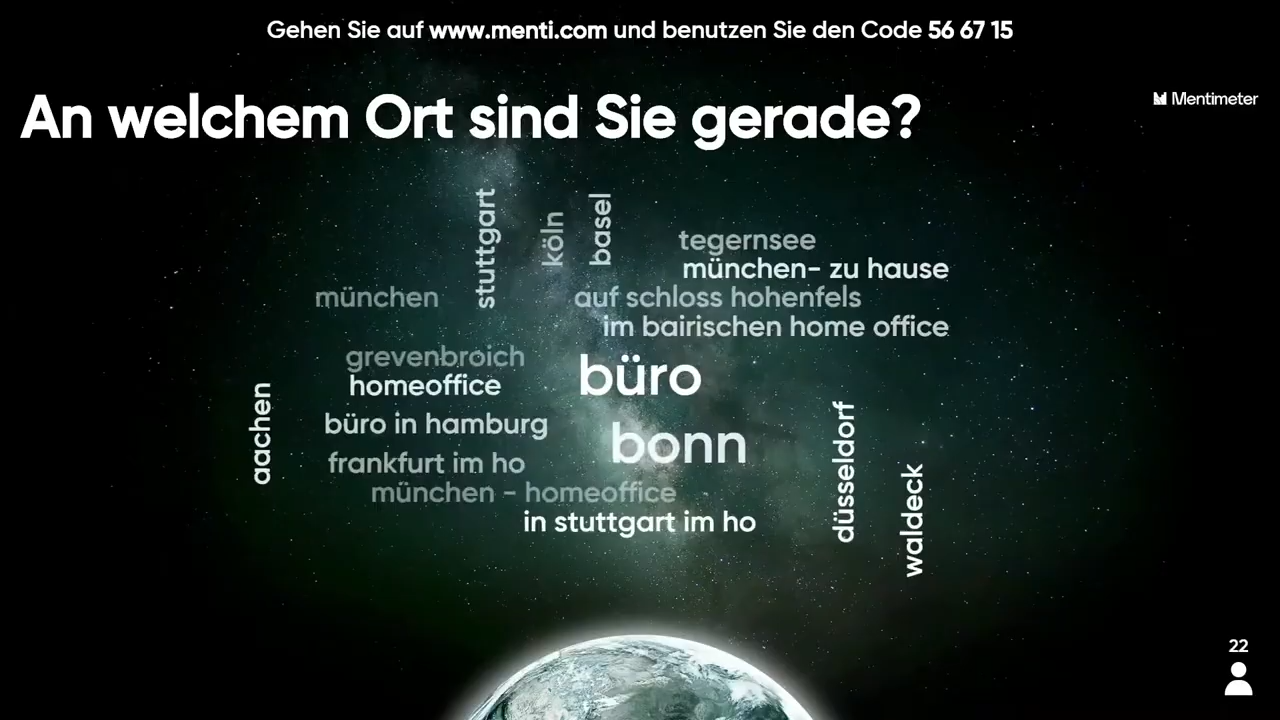 Gehen Sie auf www.menti.com und benutzen Sie den Code 56 67 15
An welchem Ort sind Sie gerade?
Mentimeter
stuttgart
köln
basel
tegernsee
münchen- zu hause
münchen
auf schloss hohenfels
im bairischen home office
grevenbroich
büro
homeoffice
aachen
büro in hamburg
bonn
düsseldorf
frankfurt im ho
waldeck
münchen - homeoffice
in stuttgart im ho
22